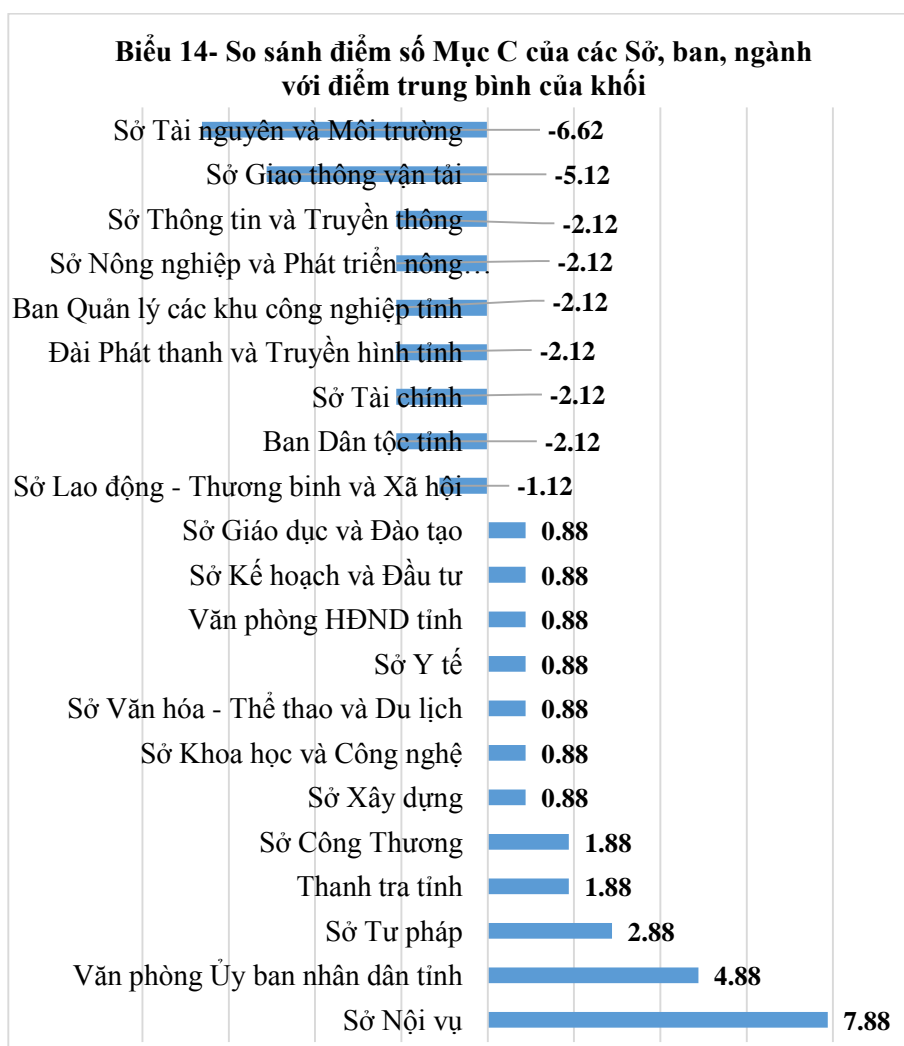 Biểu 14- So sánh điểm số Mục C của các Sở, ban, ngành
với điểm trung bình của khối
Sở Tài nguyên và Môi trường -6.62
Sở Giao thông vận tải -5.12
Sở Thông tin và Truyền thông -2.12
Sở Nông nghiệp và Phát triển nông… -2.12
Ban Quản lý các khu công nghiệp tỉnh -2.12
Đài Phát thanh và Truyền hình tỉnh -2.12
Sở Tài chính -2.12
Ban Dân tộc tỉnh -2.12
Sở Lao động - Thương binh và Xã hội -1.12
Sở Giáo dục và Đào tạo 0.88
Sở Kế hoạch và Đầu tư 0.88
Văn phòng HĐND tỉnh 0.88
Sở Y tế 0.88
Sở Văn hóa - Thể thao và Du lịch 0.88
Sở Khoa học và Công nghệ 0.88
Sở Xây dựng 0.88
Sở Công Thương 1.88
Thanh tra tỉnh 1.88
Sở Tư pháp 2.88
Văn phòng Ủy ban nhân dân tỉnh 4.88
Sở Nội vụ 7.88